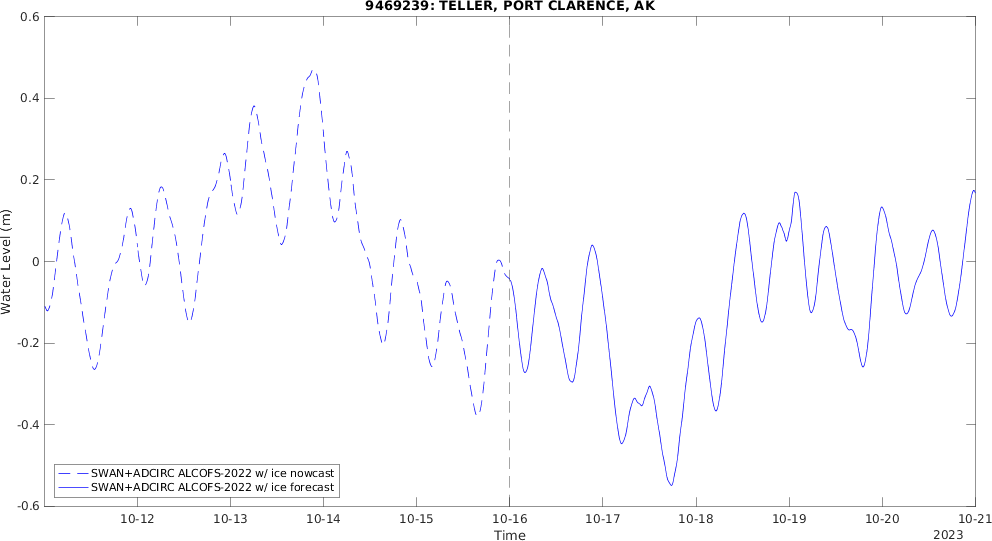 9469239: TELLER, PORT CLARENCE, AK
Water Level (m)
0.6
0.4
0.2
0
-0.2
-0.4
-0.6
SWAN+ADCIRC ALCOFS-2022 w/ ice nowcast
SWAN+ADCIRC ALCOFS-2022 w/ ice forecast
10-12 10-13 10-14 10-15 10-16 10-17 10-18 10-19 10-20 10-21
Time
2023